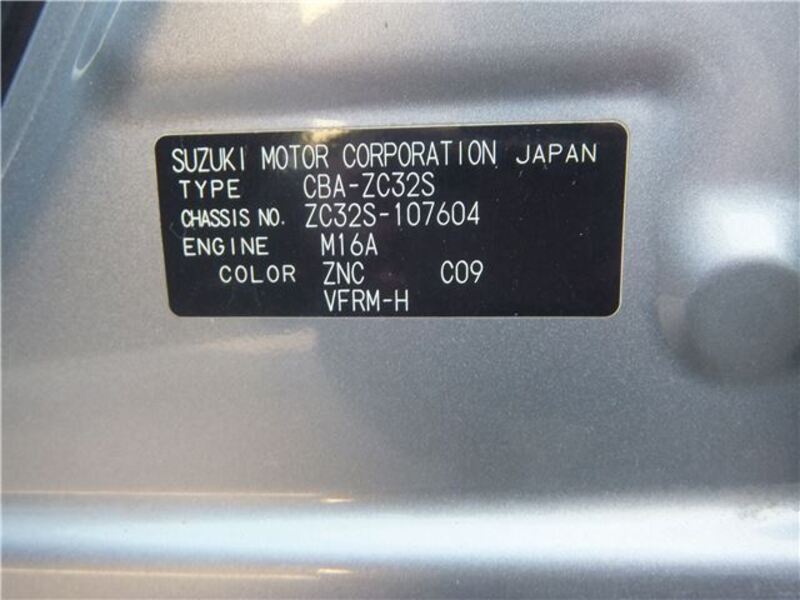 SUZUKI MOTOR CORPORATION JAPAN
TYPE CBA-ZC32S
CHASSIS NO. ZC32S-107604
ENGINE M16A
COLOR ZNC C09
VFRM-H